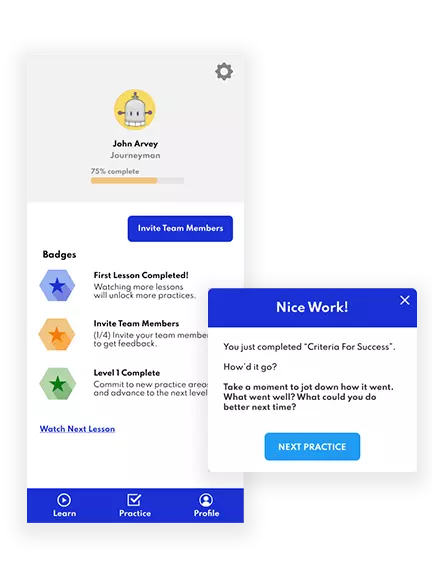 John Arvey
Journeyman
75% complete
Invite Team Members
Badges
First Lesson Completed!
Watching more lessons
will unlock more practices.
Invite Team Members
(1/4) Invite your team
to get feedback.
Level 1 Complete
Commit to new practice areas
and advance to the next level
Watch Next Lesson
Learn
Practice
Profile
Nice Work!
You just completed “Criteria For Success”.
How’d it go?
Take a moment to jot down how it went.
What went well? What could you do
better next time?
NEXT PRACTICE